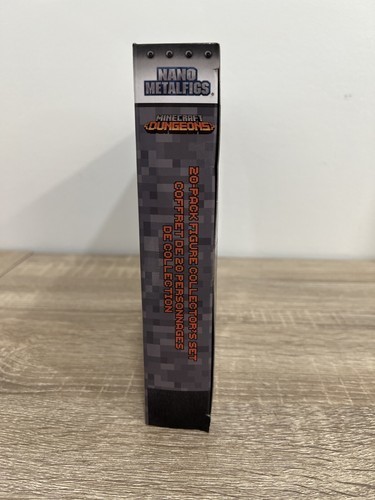 NANO
METALFIGS®
MINECRAFT
DUNGEONS
20-PACK FIGURE COLLECTOR'S SET
COFFRET DE 20 PERSONNAGES
DE COLLECTION